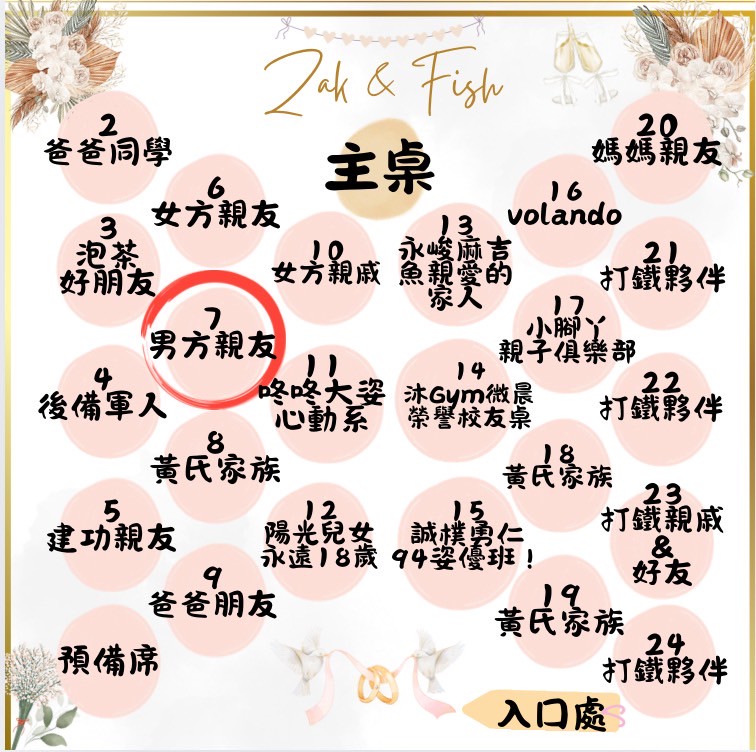 Zak & Fish
主桌
2
爸爸同學
3
泡茶
好朋友
4
後備軍人
5
建功親友
預備席
6
女方親友
7
男方親友
8
黃氏家族
9
爸爸朋友
10
女方親戚
11
咚咚大姿
心動系
12
陽光兒女
永遠18歲
13
永峻麻吉
魚親愛的
家人
14
沐Gym微晨
榮譽校友桌
15
誠樸勇仁
94姿優班！
16
volando
17
小腳丫
親子俱樂部
18
黃氏家族
19
黃氏家族
20
媽媽親友
21
打鐵夥伴
22
打鐵夥伴
23
打鐵親戚
&
好友
24
打鐵夥伴
入口處